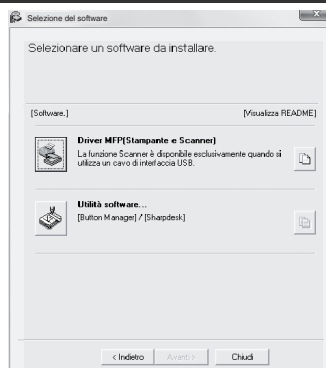 Selezione del software
Selezionare un software da installare.
[Software.] [Visualizza README]
Driver MFP(Stampante e Scanner)
La funzione Scanner è disponibile esclusivamente quando si
utilizza un cavo di interfaccia USB.
Utilità software...
[Button Manager] / [Sharpdesk]
< Indietro Avanti > Chiudi